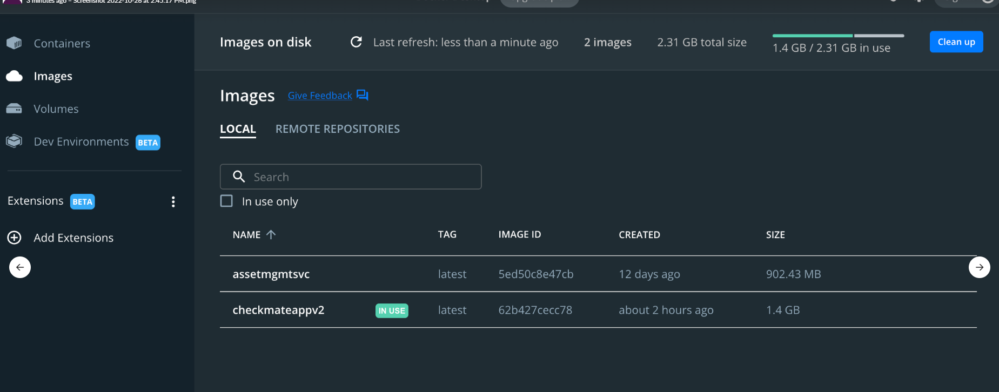 3 minutes ago – Screenshot 2022-10-28 at 2.45.17 PM.png
Containers
Images
Volumes
Dev Environments BETA
Extensions BETA
Add Extensions
Images on disk
Last refresh: less than a minute ago
2 images
2.31 GB total size
1.4 GB / 2.31 GB in use
Clean up
Images Give Feedback
LOCAL REMOTE REPOSITORIES
Search
In use only
NAME TAG IMAGE ID CREATED SIZE
assetmgmtsvc latest 5ed50c8e47cb 12 days ago 902.43 MB
checkmateappv2 IN USE latest 62b427cecc78 about 2 hours ago 1.4 GB